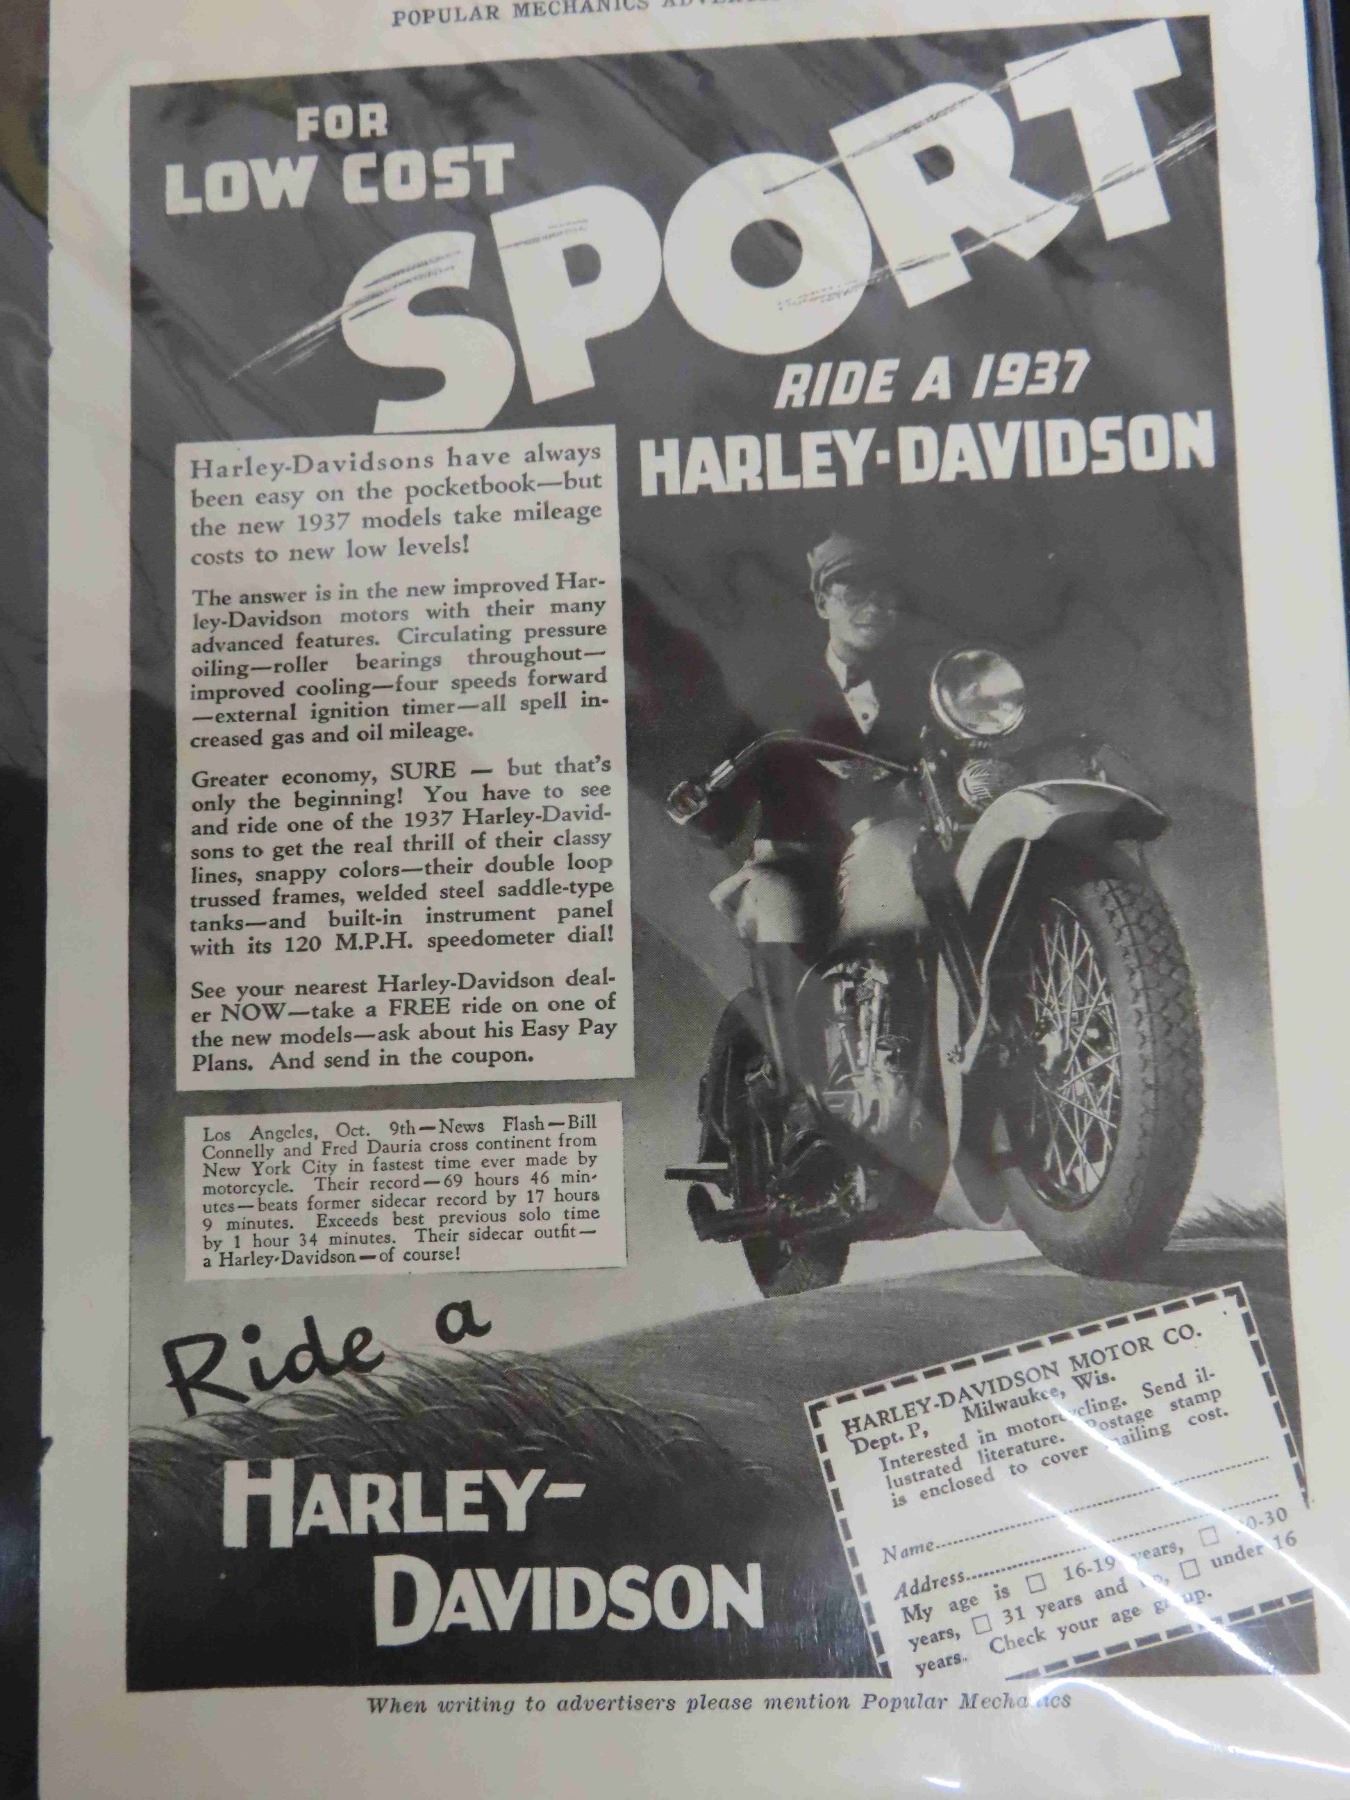 POPULAR MECHANICS
FOR
LOW COST
SPORT
RIDE A 1937
HARLEY-DAVIDSON
Harley-Davidsons have always
been easy on the pocketbook—but
the new 1937 models take mileage
costs to new low levels!
The answer is in the new improved Har-
ley-Davidson motors with their many
advanced features. Circulating pressure
oiling—roller bearings throughout—
improved cooling—four speeds forward
—external ignition timer—all spell in-
creased gas and oil mileage.
Greater economy, SURE — but that's
only the beginning! You have to see
and ride one of the 1937 Harley-David-
sons to get the real thrill of their classy
lines, snappy colors—their double loop
trussed frames, welded steel saddle-type
tanks—and built-in instrument panel
with its 120 M.P.H. speedometer dial!
See your nearest Harley-Davidson deal-
er NOW—take a FREE ride on one of
the new models—ask about his Easy Pay
Plans. And send in the coupon.
Los Angeles, Oct. 9th—News Flash—Bill
Connelly and Fred Dauria cross continent from
New York City in fastest time ever made by
motorcycle. Their record—69 hours 46 min-
utes—beats former sidecar record by 17 hours
9 minutes. Exceeds best previous solo time
by 1 hour 34 minutes. Their sidecar outfit—
a Harley-Davidson—of course!
Ride a
HARLEY-
DAVIDSON
HARLEY-DAVIDSON MOTOR CO.
Dept. P, Milwaukee, Wis.
Interested in motorcycling. Send il-
lustrated literature. Postage stamp
is enclosed to cover mailing cost.
Name
Address
My age is □ 16-19 years, □
years, □ 31 years and □ under 16
years. Check your age group.
When writing to advertisers please mention Popular Mechanics